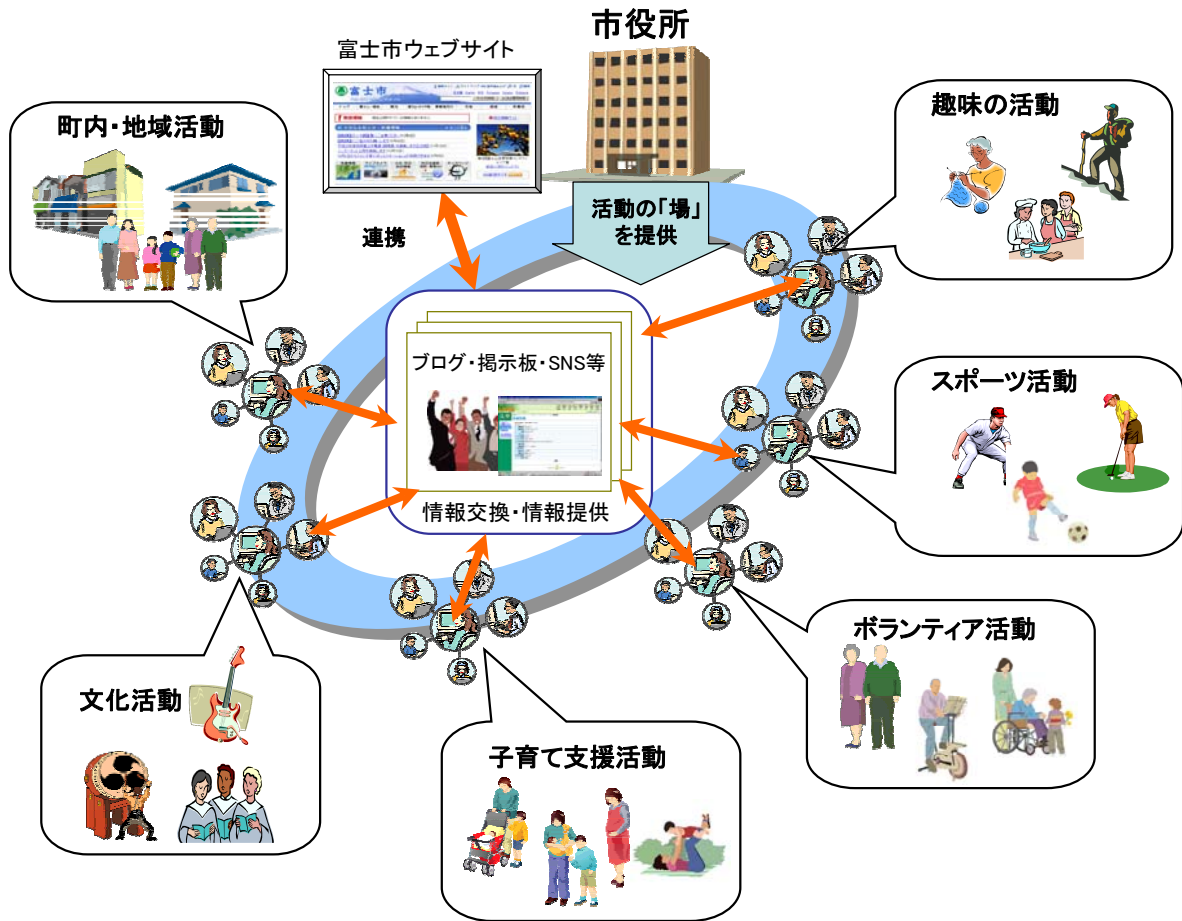 市役所
富士市ウェブサイト
富士市
町内・地域活動
趣味の活動
活動の「場」
を提供
連携
ブログ・掲示板・SNS等
スポーツ活動
情報交換・情報提供
ボランティア活動
文化活動
子育て支援活動